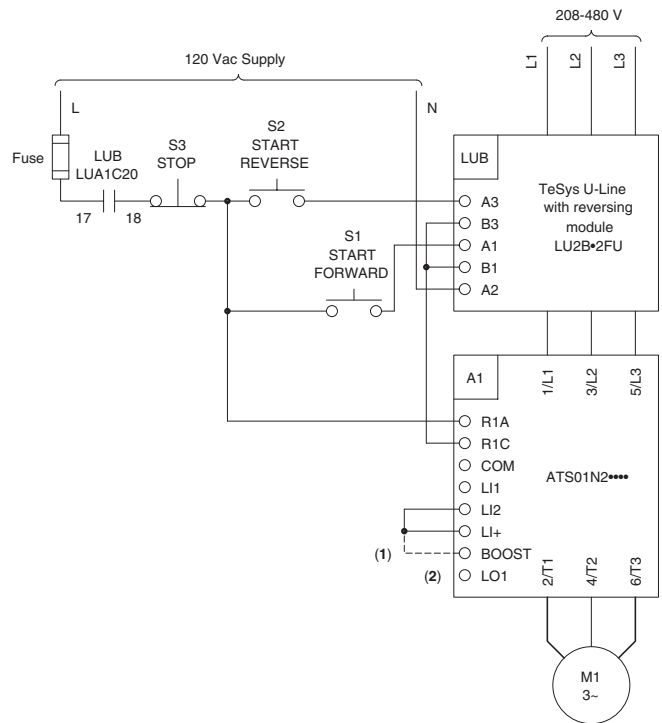 208-480 V
L1
L2
L3
120 Vac Supply
L
N
Fuse
LUB
LUA1C20
17
18
S3
STOP
S2
START
REVERSE
S1
START
FORWARD
LUB
A3
B3
A1
B1
A2
TeSys U-Line
with reversing
module
LU2B•2FU
A1
1/L1
3/L2
5/L3
R1A
R1C
COM
LI1
LI2
LI+
BOOST
LO1
ATS01N2••••
(1)
(2)
2/T1
4/T2
6/T3
M1
3~